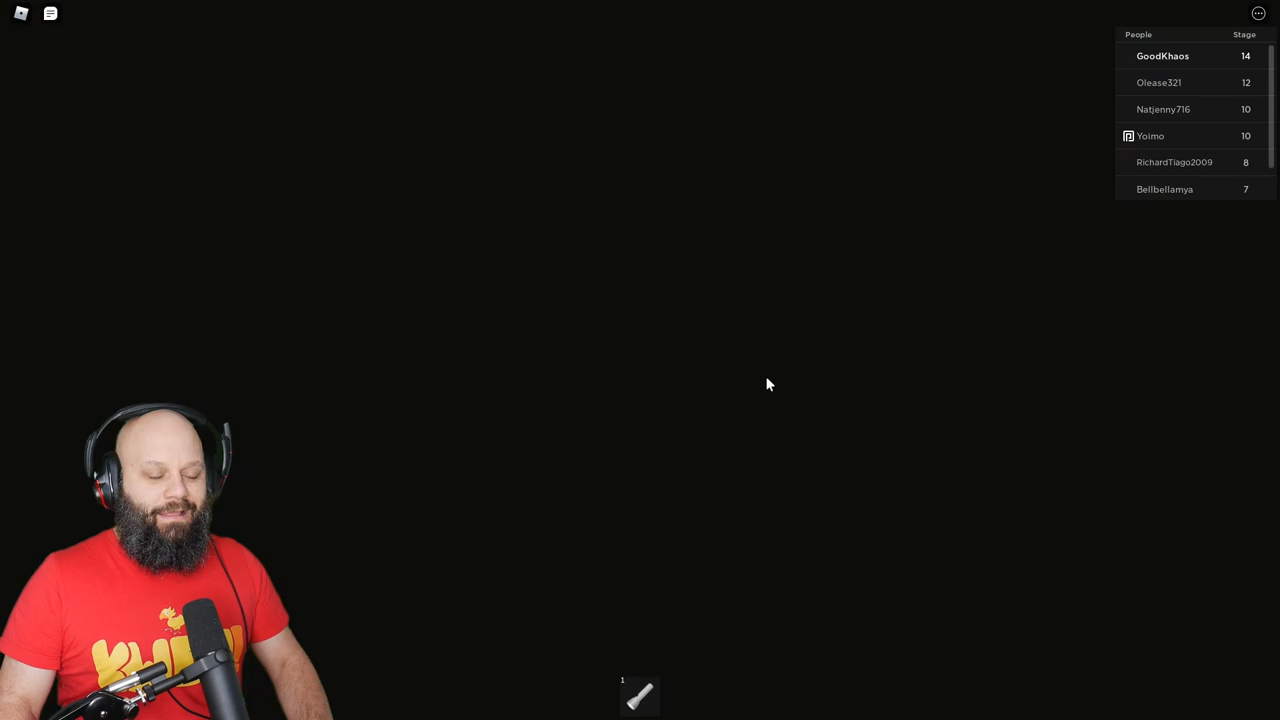 People Stage
GoodKhaos 14
Olease321 12
Natjenny716 10
Yoimo 10
RichardTiago2009 8
Bellbellamya 7
1